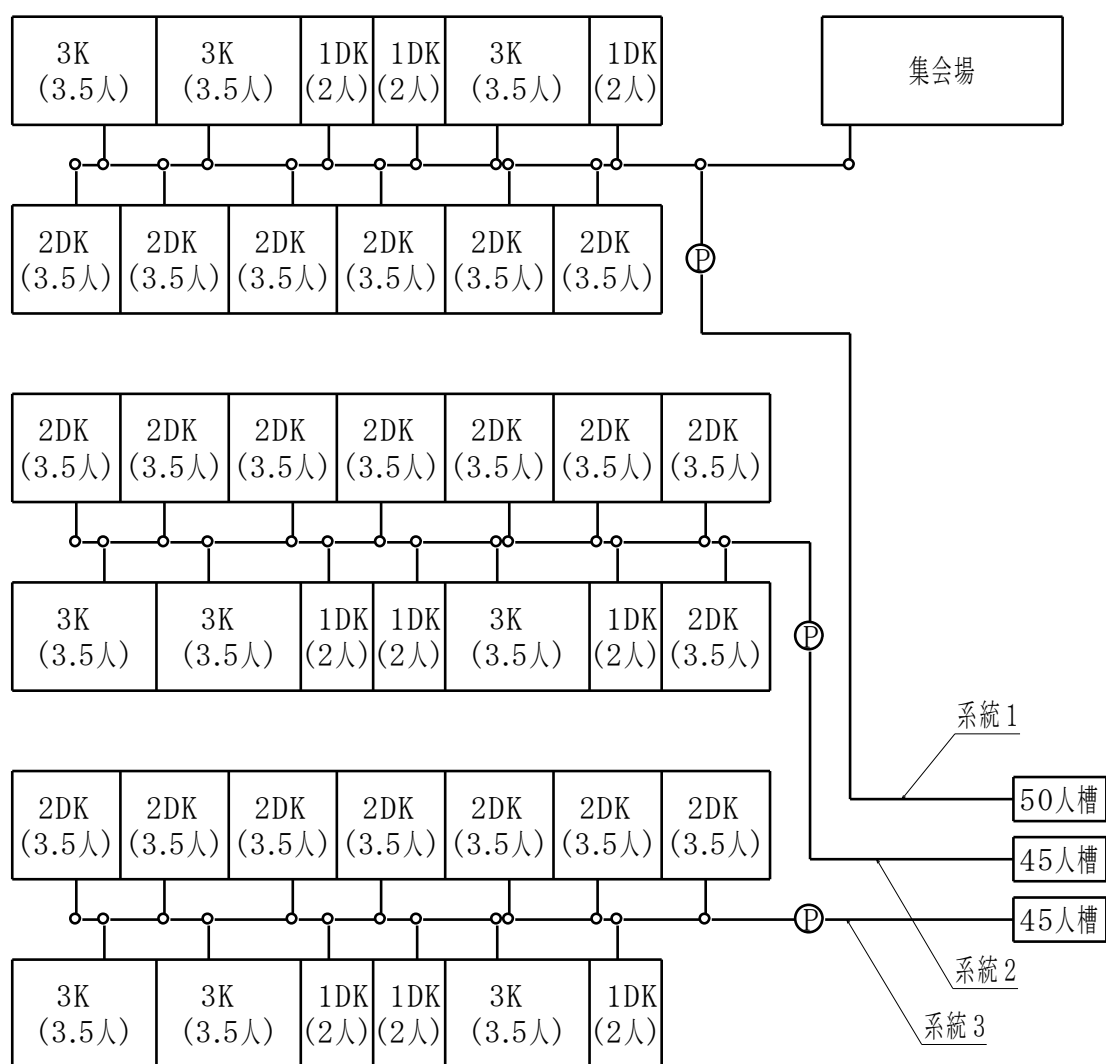 3K 3K 1DK 1DK 3K 1DK
(3.5人) (3.5人) (2人) (2人) (3.5人) (2人)
集会場
2DK 2DK 2DK 2DK 2DK 2DK
(3.5人) (3.5人) (3.5人) (3.5人) (3.5人) (3.5人)
P
2DK 2DK 2DK 2DK 2DK 2DK 2DK
(3.5人) (3.5人) (3.5人) (3.5人) (3.5人) (3.5人) (3.5人)
3K 3K 1DK 1DK 3K 1DK 2DK
(3.5人) (3.5人) (2人) (2人) (3.5人) (2人) (3.5人)
P
系統1
2DK 2DK 2DK 2DK 2DK 2DK 2DK
(3.5人) (3.5人) (3.5人) (3.5人) (3.5人) (3.5人) (3.5人)
50人槽
45人槽
P
45人槽
系統2
3K 3K 1DK 1DK 3K 1DK
(3.5人) (3.5人) (2人) (2人) (3.5人) (2人)
系統3